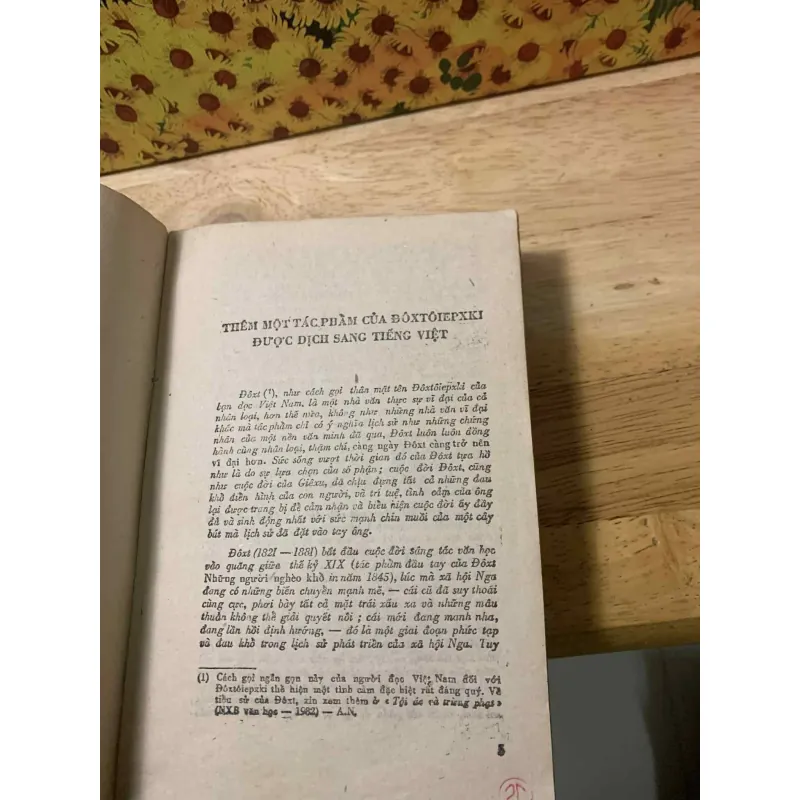 THÊM MỘT TÁC PHẨM CỦA ĐÔXTÔIEPXKI
ĐƯỢC DỊCH SANG TIẾNG VIỆT
Đôxt (¹), như cách gọi thân mật tên Đôxtôiepxki của
bạn đọc Việt Nam, là một nhà văn thực sự vĩ đại của cả
nhân loại, hơn thế nữa, không như những nhà văn vĩ đại
khác mà tác phẩm chỉ có ý nghĩa lịch sử như những chứng
nhân của một nền văn minh đã qua, Đôxt luôn luôn đồng
hành cùng nhân loại, thậm chí, càng ngày Đôxt càng trở nên
vĩ đại hơn. Sức sống vượt thời gian đó của Đôxt tựa hồ
như là do sự lựa chọn của số phận ; cuộc đời Đôxt, cũng
như cuộc đời của Giêxu, đã chịu đựng tất cả những đau
khổ điển hình của con người, và trí tuệ, tình cảm của ông
lại được trang bị để cảm nhận và biểu hiện cuộc đời ấy đầy
đủ và sinh động nhất với sức mạnh chín muồi của một cây
bút mà lịch sử đã đặt vào tay ông.
Đôxt (1821 — 1881) bắt đầu cuộc đời sáng tác văn học
vào quãng giữa thế kỷ XIX (tác phẩm đầu tay của Đôxt
Những người nghèo khổ in năm 1845), lúc mà xã hội Nga
đang có những biến chuyển mạnh mẽ, — cái cũ đã suy thoái
cùng cực, phơi bày tất cả mặt trái xấu xa và những mâu
thuẫn không thể giải quyết nổi ; cái mới đang manh nha,
đang lần hồi định hướng, — đó là một giai đoạn phức tạp
và đau khổ trong lịch sử phát triển của xã hội Nga. Tuy
(1) Cách gọi ngắn gọn này của người đọc Việt Nam đối với
Đôxtôiepxki thể hiện một tình cảm đặc biệt rất đáng quý. Về
tiểu sử của Đôxt, xin xem thêm ở « Tội ác và trừng phạt »
(NXB văn học — 1982) — A.N.
5